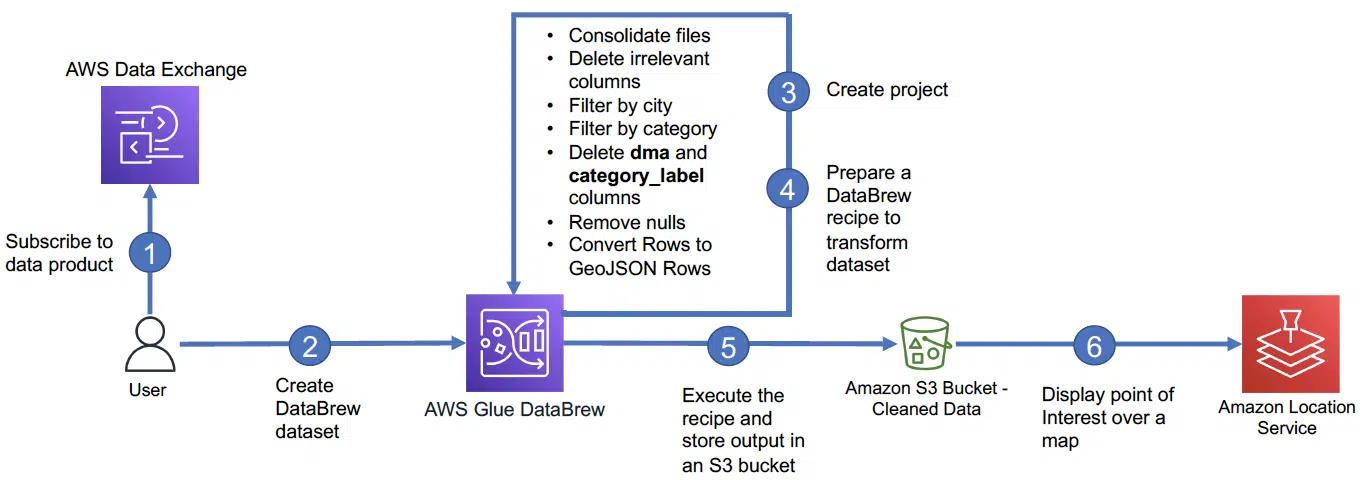 AWS Data Exchange
1
Subscribe to
data product
User
2
Create
DataBrew
dataset
AWS Glue DataBrew
• Consolidate files
• Delete irrelevant
columns
• Filter by city
• Filter by category
• Delete dma and
category_label
columns
• Remove nulls
• Convert Rows to
GeoJSON Rows
3
Create project
4
Prepare a
DataBrew
recipe to
transform
dataset
5
Execute the
recipe and
store output in
an S3 bucket
Amazon S3 Bucket -
Cleaned Data
6
Display point of
Interest over a
map
Amazon Location
Service